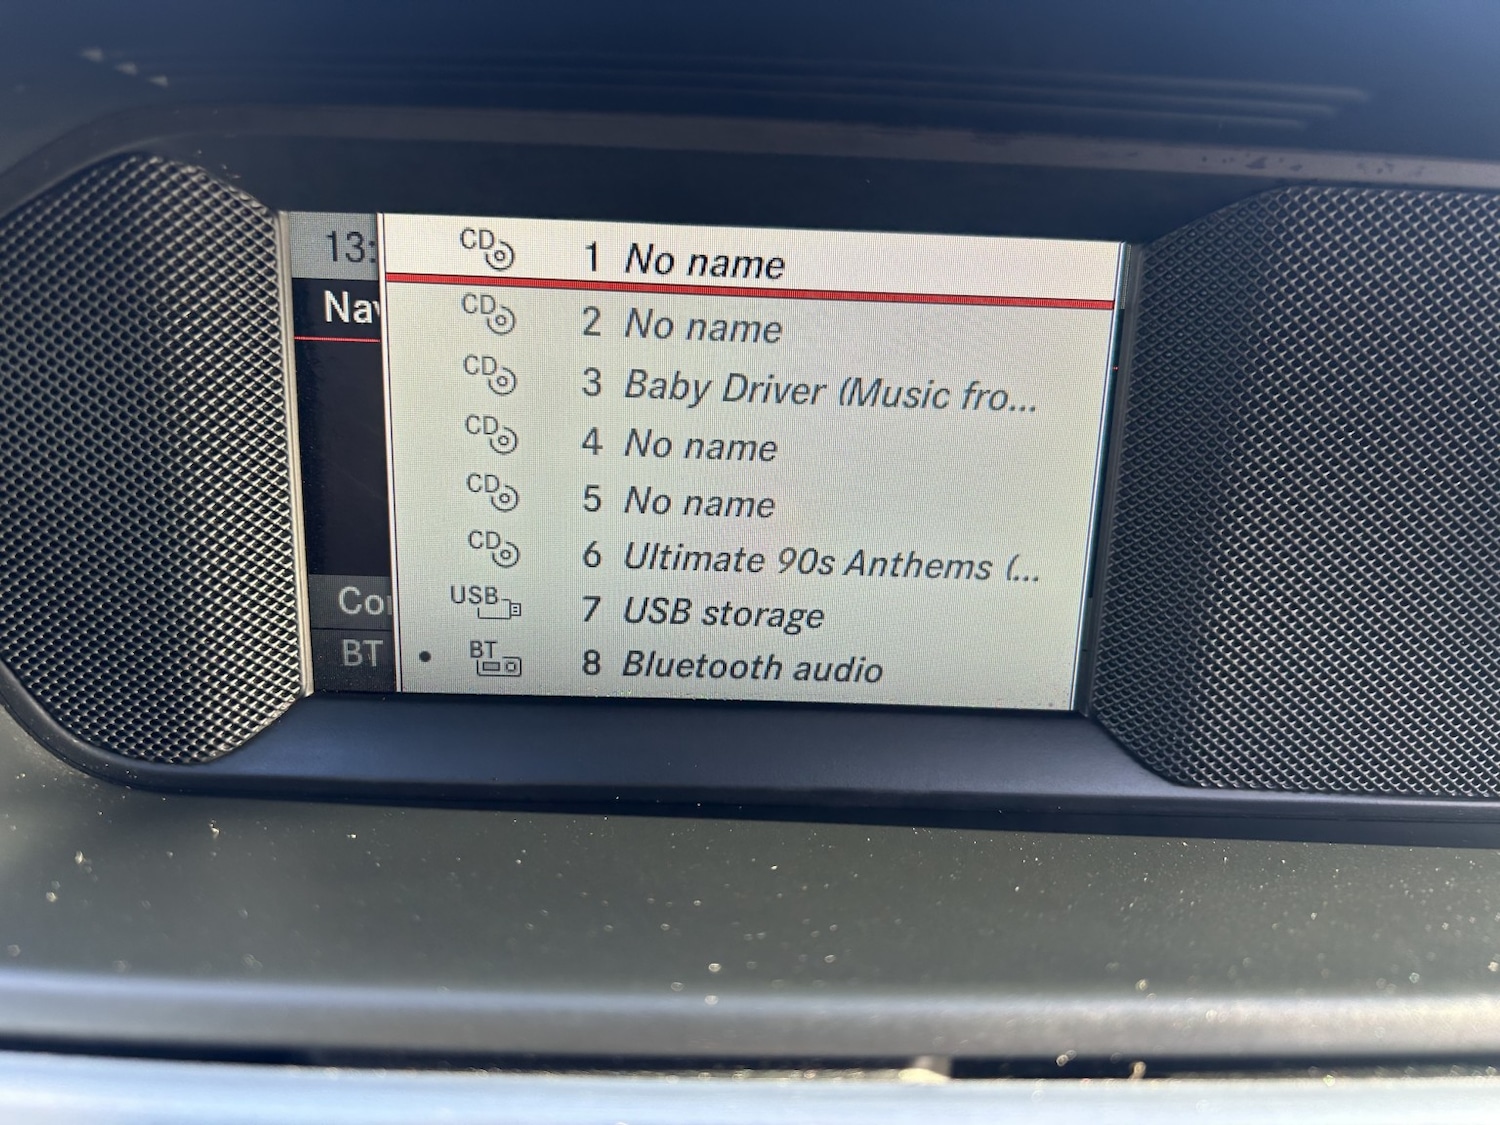 13:
Nav
CD 1 No name
CD 2 No name
CD 3 Baby Driver (Music fro...
CD 4 No name
CD 5 No name
CD 6 Ultimate 90s Anthems (...
USB 7 USB storage
Co
BT
• BT 8 Bluetooth audio